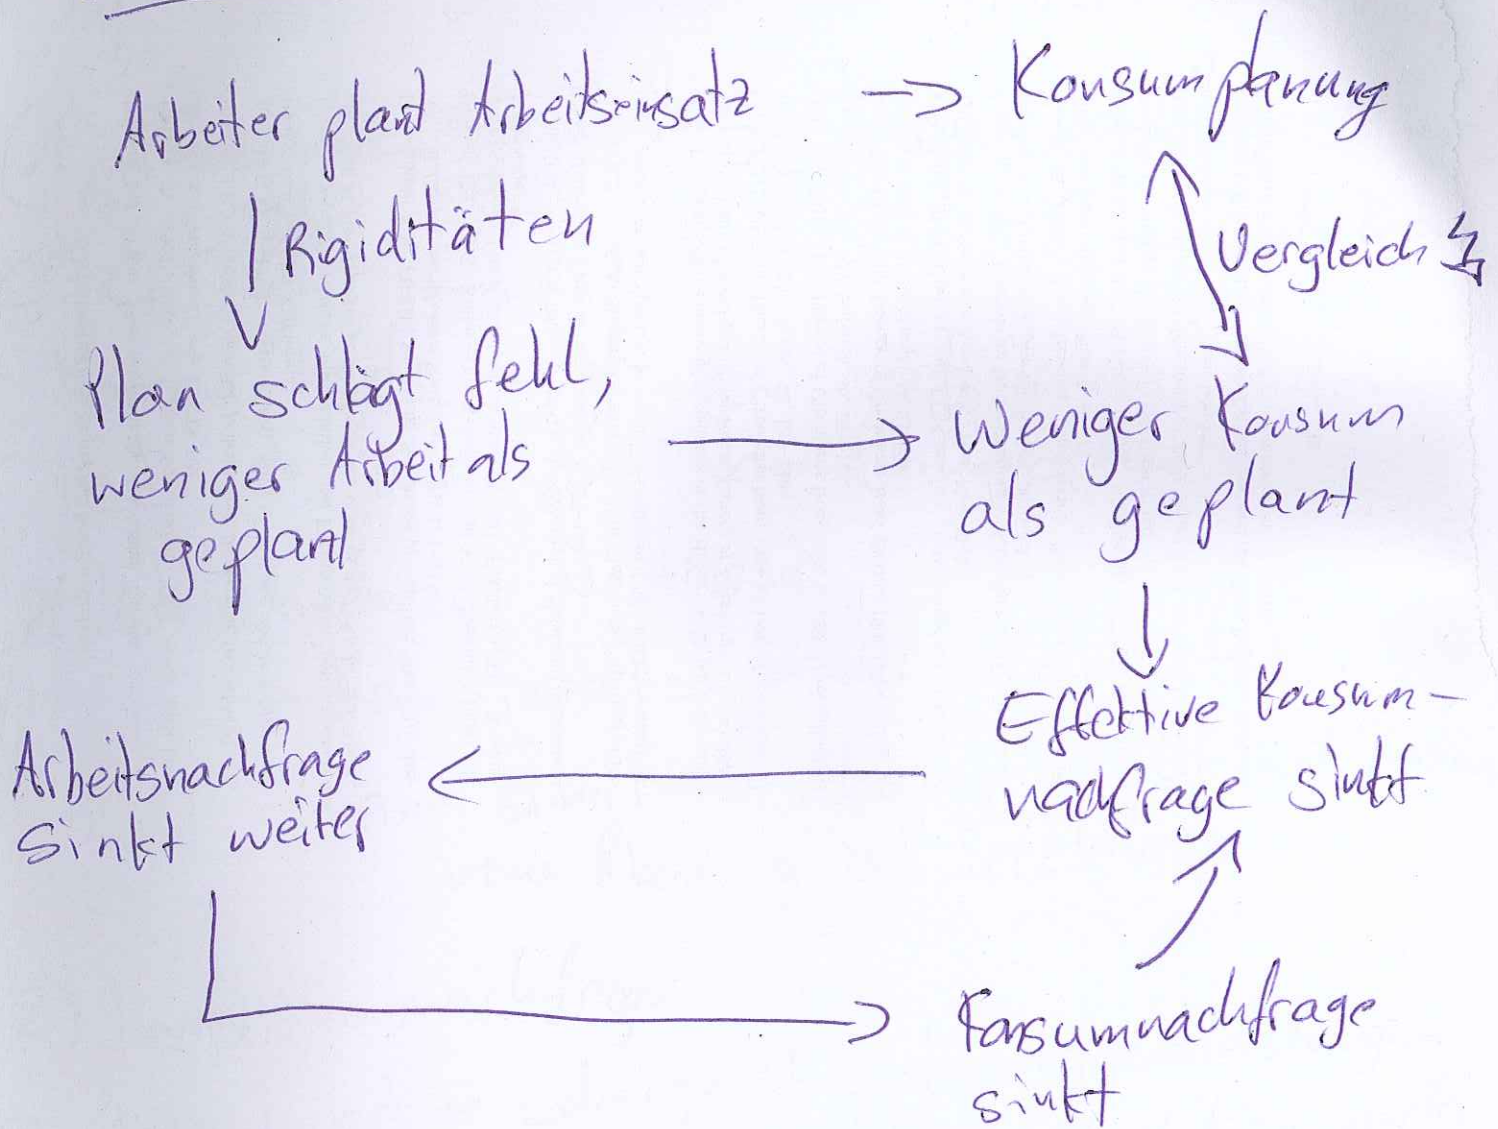 Arbeiter plant Arbeitseinsatz → Konsumplanung
Rigiditäten
Vergleich
Plan schlägt fehl,
weniger Arbeit als
geplant
Weniger Konsum
als geplant
Effektive Konsum-
nachfrage sinkt
Arbeitsnachfrage
sinkt weiter
Konsumnachfrage
sinkt